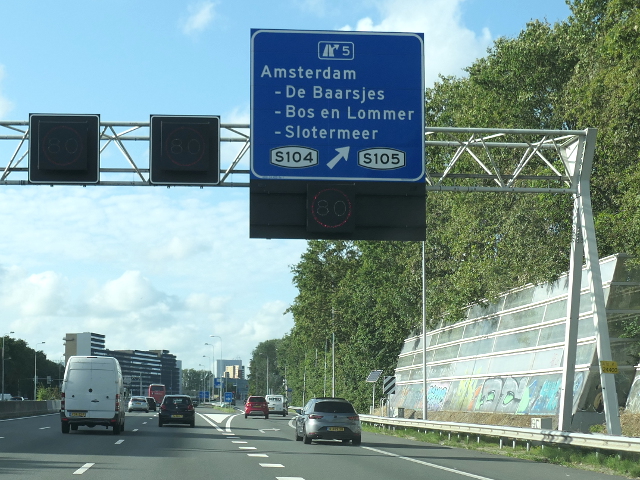 5
Amsterdam
- De Baarsjes
- Bos en Lommer
- Slotermeer
S104 S105
80 80 80